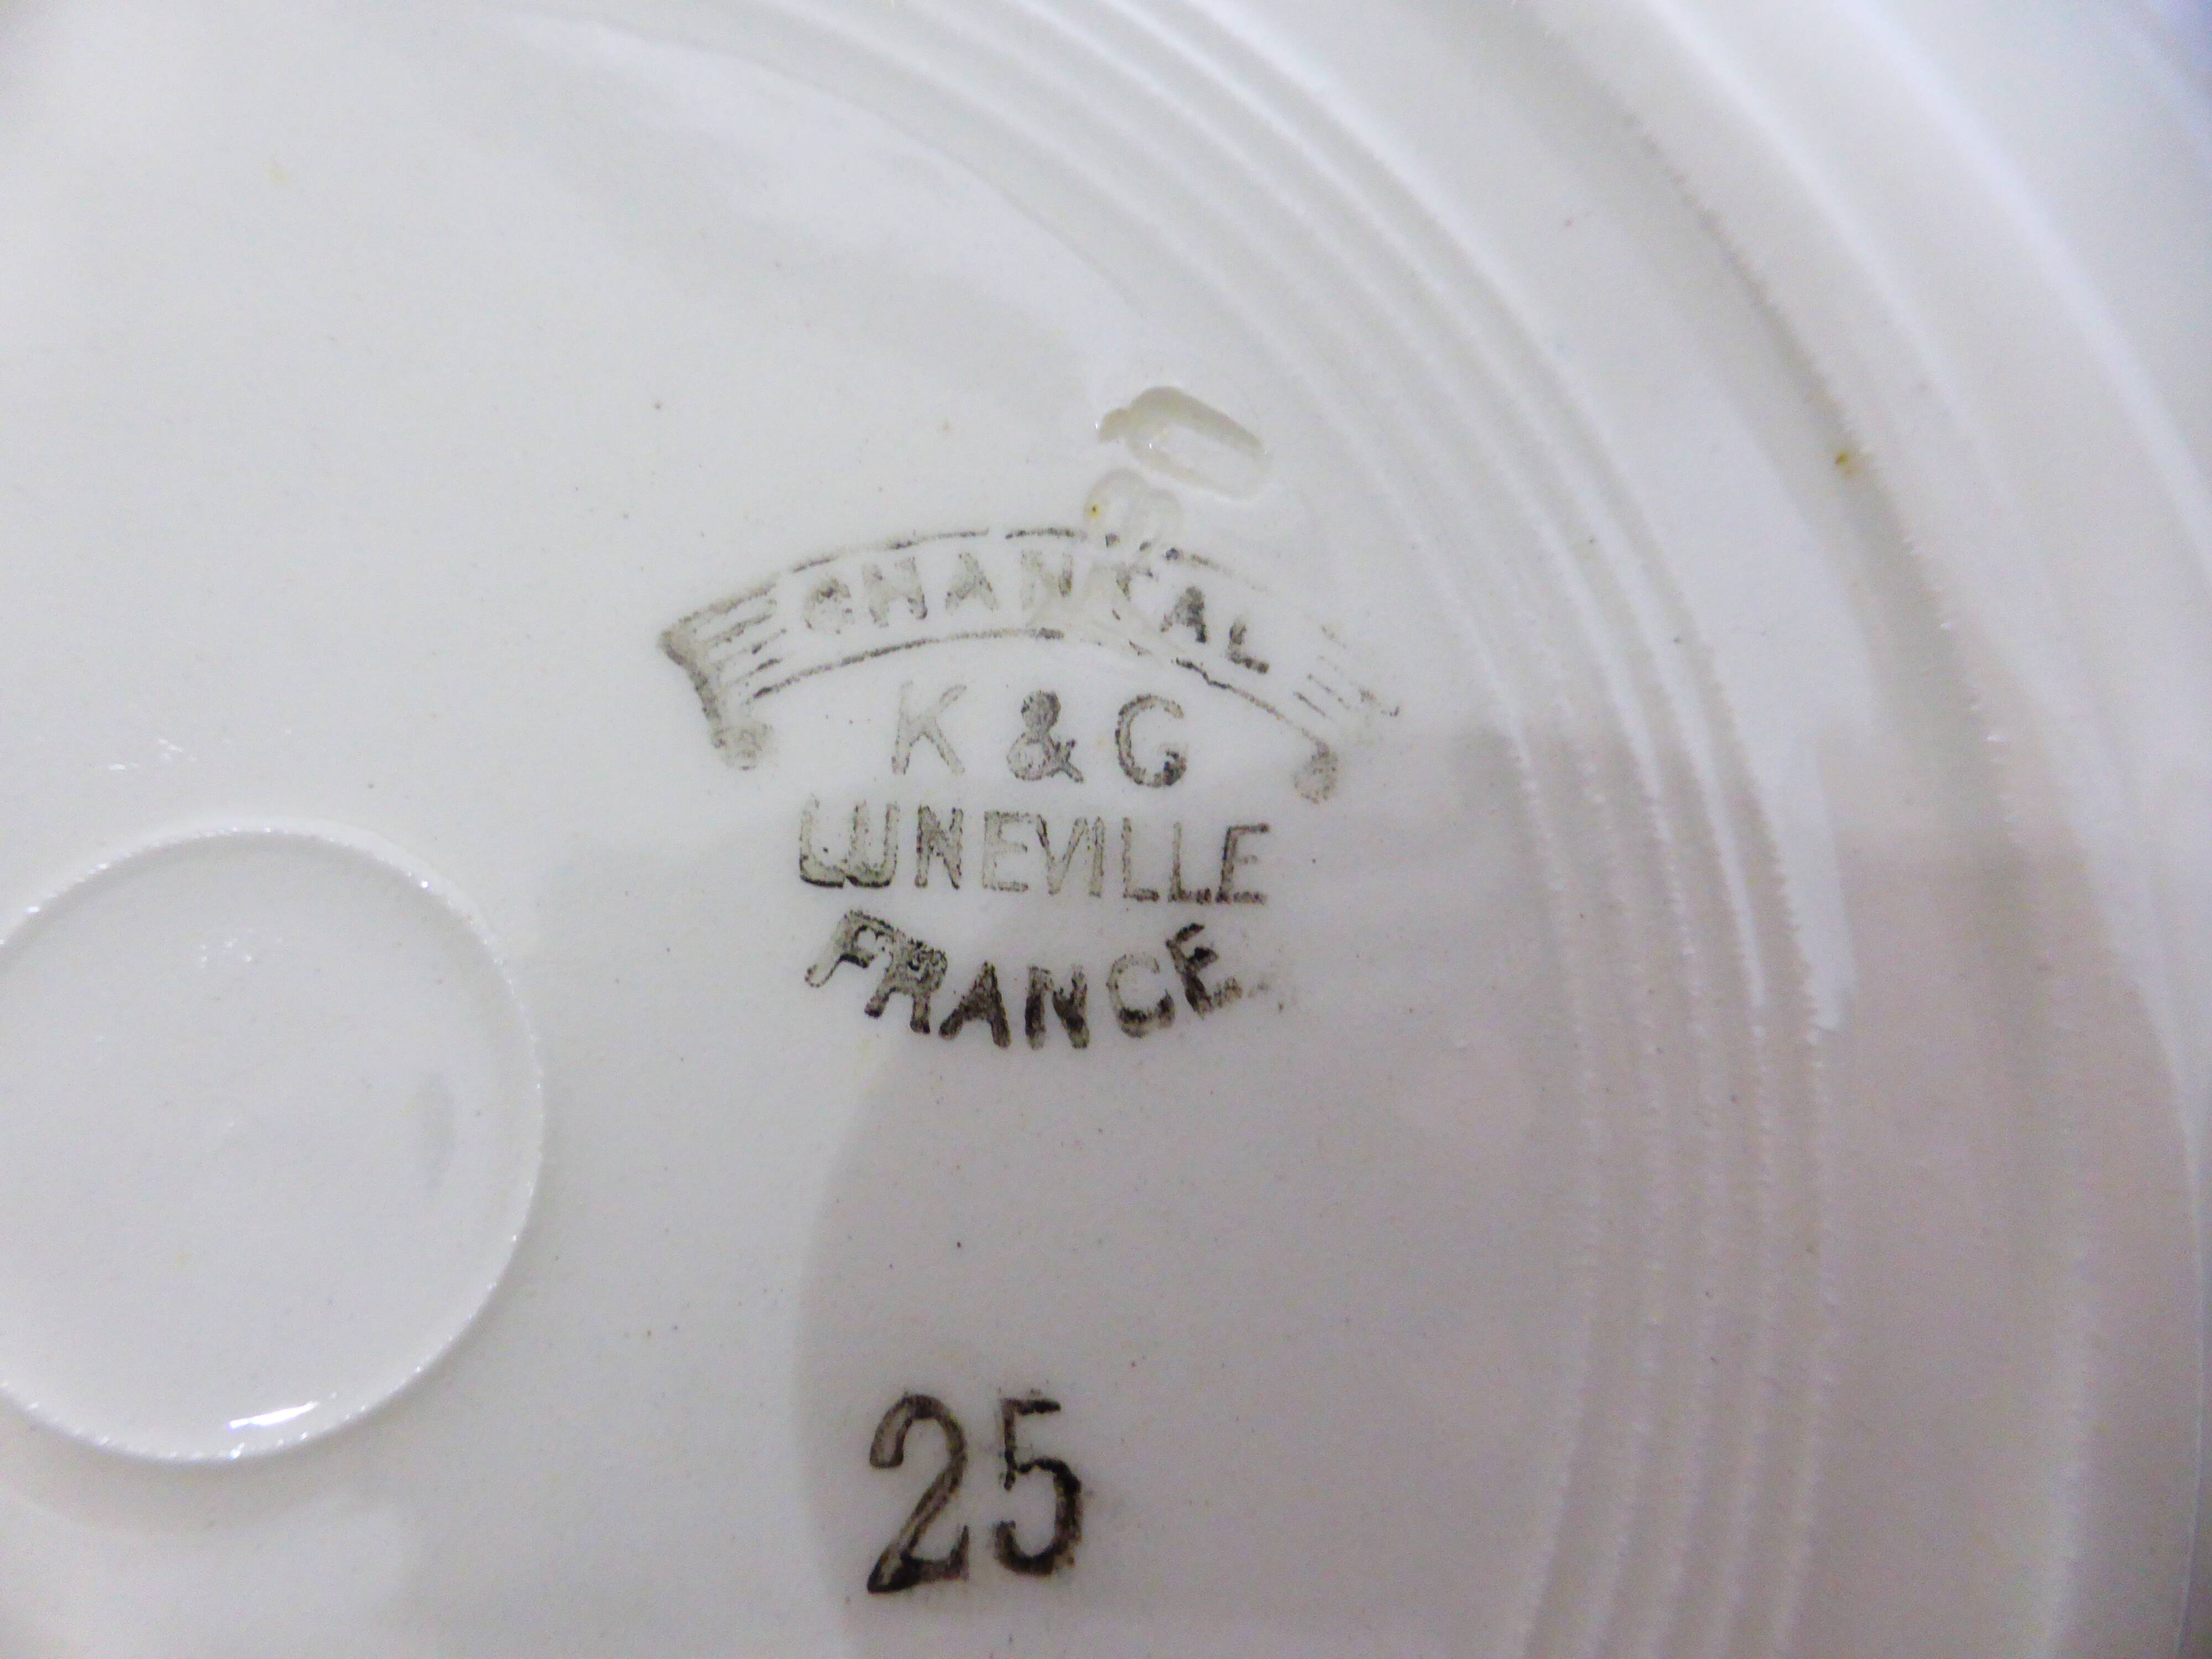 CHANTAL
K & G
LUNEVILLE
FRANCE
25